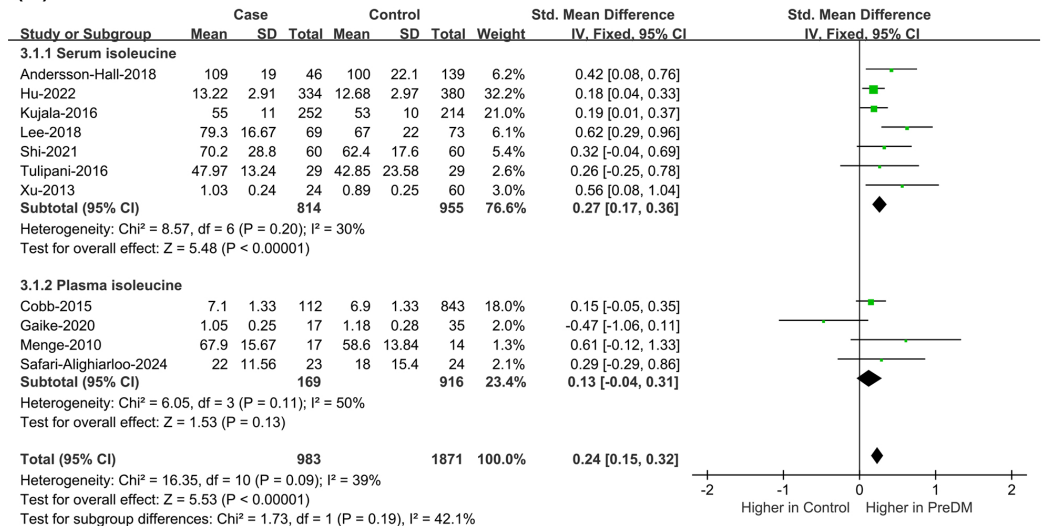 Case Control Std. Mean Difference Std. Mean Difference
Study or Subgroup Mean SD Total Mean SD Total Weight IV, Fixed, 95% CI IV, Fixed, 95% CI
3.1.1 Serum isoleucine
Andersson-Hall-2018 109 19 46 100 22.1 139 6.2% 0.42 [0.08, 0.76]
Hu-2022 13.22 2.91 334 12.68 2.97 380 32.2% 0.18 [0.04, 0.33]
Kujala-2016 55 11 252 53 10 214 21.0% 0.19 [0.01, 0.37]
Lee-2018 79.3 16.67 69 67 22 73 6.1% 0.62 [0.29, 0.96]
Shi-2021 70.2 28.8 60 62.4 17.6 60 5.4% 0.32 [-0.04, 0.69]
Tulipani-2016 47.97 13.24 29 42.85 23.58 29 2.6% 0.26 [-0.25, 0.78]
Xu-2013 1.03 0.24 24 0.89 0.25 60 3.0% 0.56 [0.08, 1.04]
Subtotal (95% CI) 814 955 76.6% 0.27 [0.17, 0.36]
Heterogeneity: Chi² = 8.57, df = 6 (P = 0.20); I² = 30%
Test for overall effect: Z = 5.48 (P < 0.00001)
3.1.2 Plasma isoleucine
Cobb-2015 7.1 1.33 112 6.9 1.33 843 18.0% 0.15 [-0.05, 0.35]
Gaike-2020 1.05 0.25 17 1.18 0.28 35 2.0% -0.47 [-1.06, 0.11]
Menge-2010 67.9 15.67 17 58.6 13.84 14 1.3% 0.61 [-0.12, 1.33]
Safari-Alighiarloo-2024 22 11.56 23 18 15.4 24 2.1% 0.29 [-0.29, 0.86]
Subtotal (95% CI) 169 916 23.4% 0.13 [-0.04, 0.31]
Heterogeneity: Chi² = 6.05, df = 3 (P = 0.11); I² = 50%
Test for overall effect: Z = 1.53 (P = 0.13)
Total (95% CI) 983 1871 100.0% 0.24 [0.15, 0.32]
Heterogeneity: Chi² = 16.35, df = 10 (P = 0.09); I² = 39%
Test for overall effect: Z = 5.53 (P < 0.00001)
Test for subgroup differences: Chi² = 1.73, df = 1 (P = 0.19), I² = 42.1%
-2 -1 0 1 2
Higher in Control Higher in PreDM